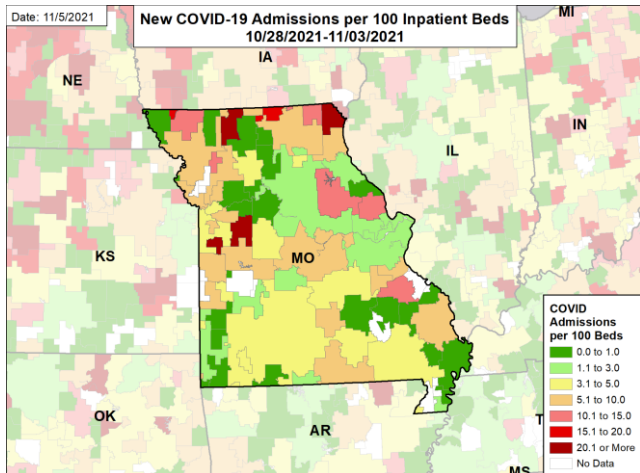 Date: 11/5/2021
New COVID-19 Admissions per 100 Inpatient Beds
10/28/2021-11/03/2021
MI
IA
NE
IL
IN
KS
MO
OK
AR
MS
T
COVID
Admissions
per 100 Beds
0.0 to 1.0
1.1 to 3.0
3.1 to 5.0
5.1 to 10.0
10.1 to 15.0
15.1 to 20.0
20.1 or More
No Data